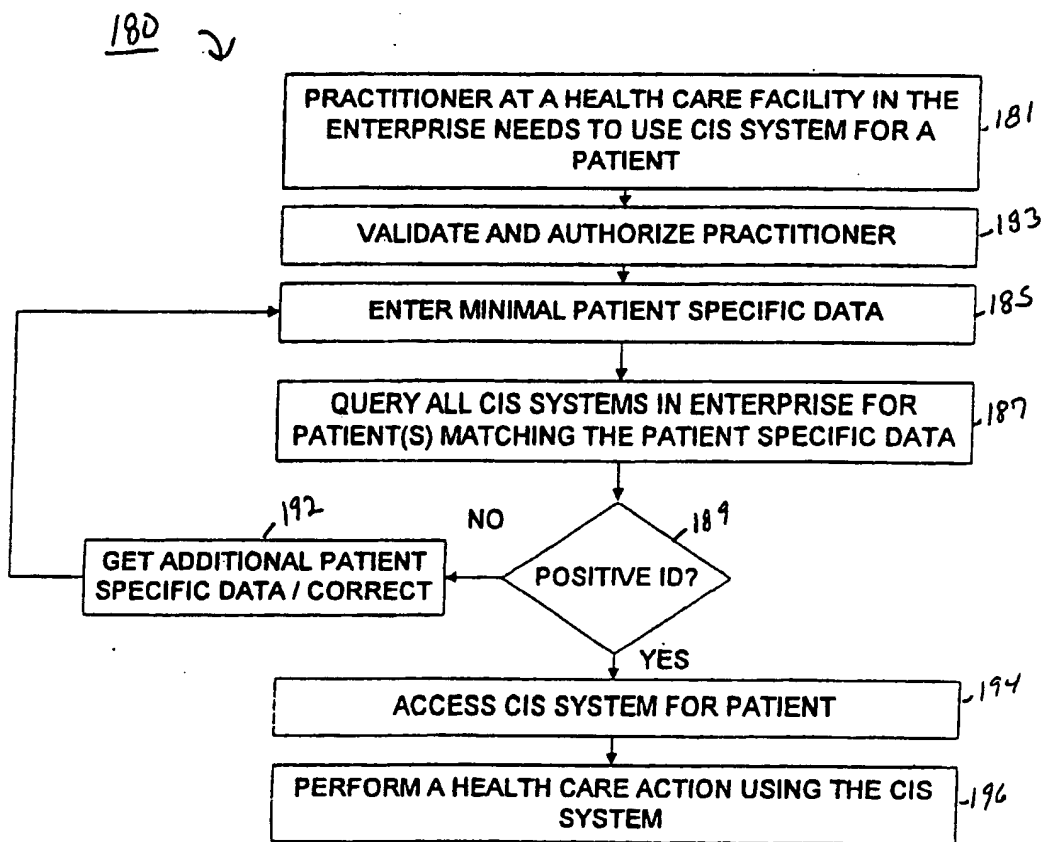 180
PRACTITIONER AT A HEALTH CARE FACILITY IN THE
ENTERPRISE NEEDS TO USE CIS SYSTEM FOR A
PATIENT
181
VALIDATE AND AUTHORIZE PRACTITIONER
183
ENTER MINIMAL PATIENT SPECIFIC DATA
185
QUERY ALL CIS SYSTEMS IN ENTERPRISE FOR
PATIENT(S) MATCHING THE PATIENT SPECIFIC DATA
187
192
NO
189
GET ADDITIONAL PATIENT
SPECIFIC DATA / CORRECT
POSITIVE ID?
YES
ACCESS CIS SYSTEM FOR PATIENT
194
PERFORM A HEALTH CARE ACTION USING THE CIS
SYSTEM
196